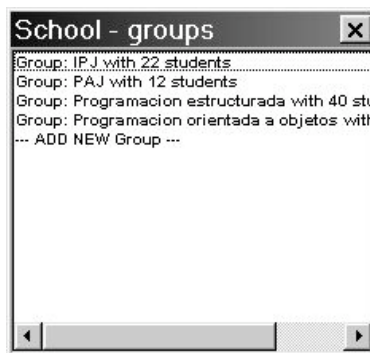 School - groups
Group: IPJ with 22 students
Group: PAJ with 12 students
Group: Programacion estructurada with 40 stu
Group: Programacion orientada a objetos with
--- ADD NEW Group ---